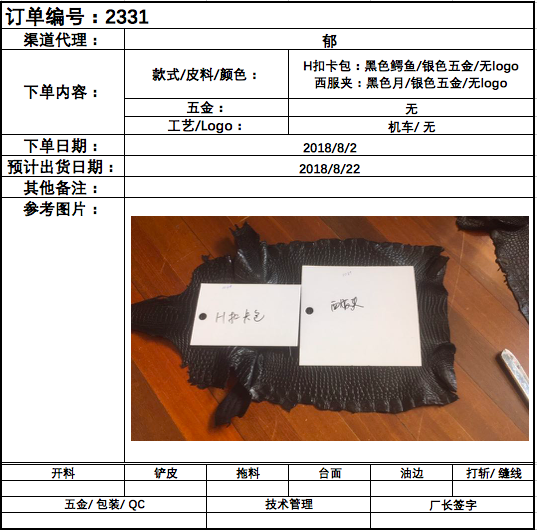 订单编号：2331
渠道代理：
郁
下单内容：
款式/皮料/颜色：
H扣卡包：黑色鳄鱼/银色五金/无logo
西服夹：黑色月/银色五金/无logo
五金：
无
工艺/Logo：
机车/ 无
下单日期：
2018/8/2
预计出货日期：
2018/8/22
其他备注：
参考图片：
H扣卡包
西服夹
开料
铲皮
拖料
台面
油边
打斩/ 缝线
五金/ 包装/ QC
技术管理
厂长签字